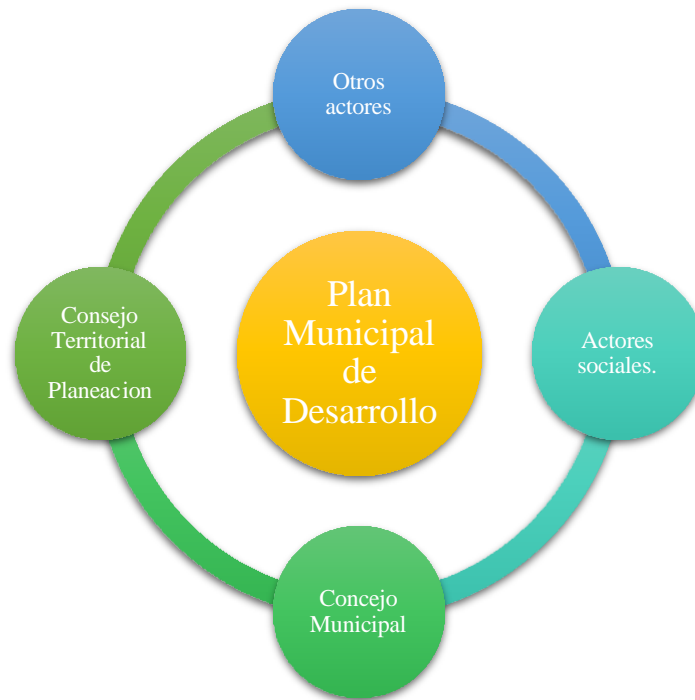 Otros
actores
Plan
Municipal
de
Desarrollo
Consejo
Territorial
de
Planeacion
Actores
sociales.
Concejo
Municipal